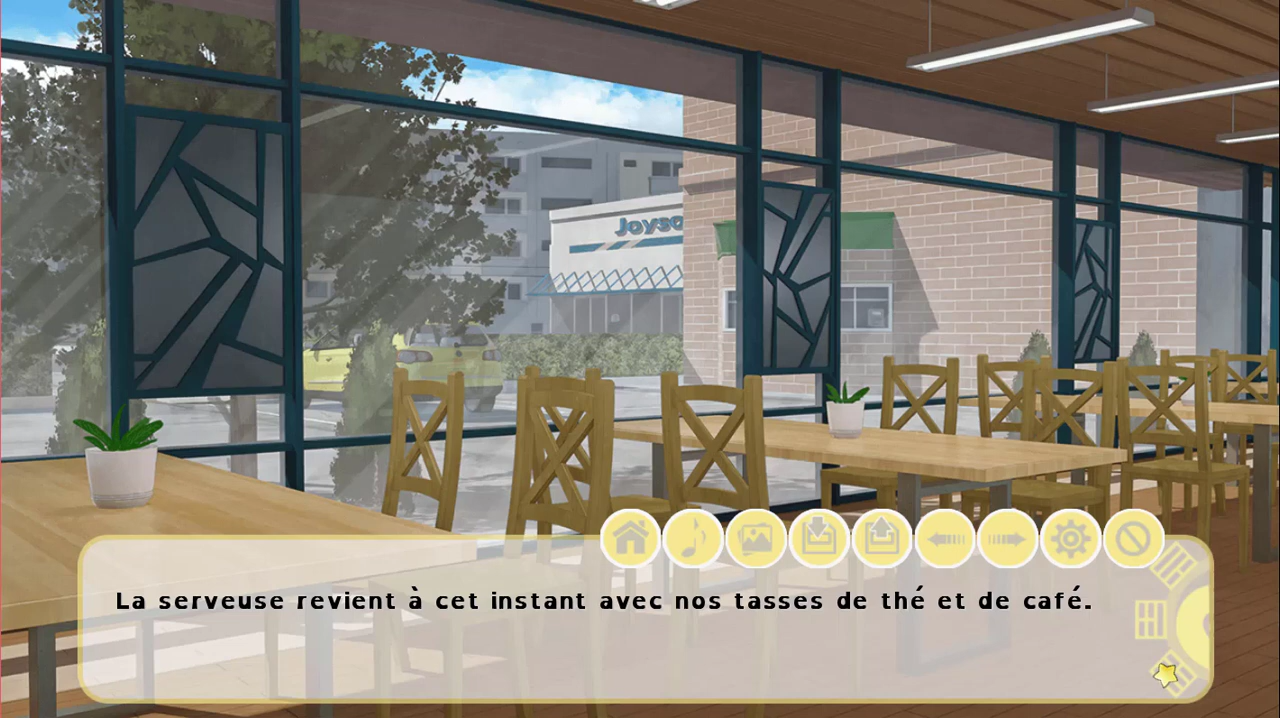 La serveuse revient à cet instant avec nos tasses de thé et de café.